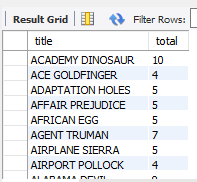 Result Grid Filter Rows:
title total
ACADEMY DINOSAUR 10
ACE GOLDFINGER 4
ADAPTATION HOLES 5
AFFAIR PREJUDICE 5
AFRICAN EGG 5
AGENT TRUMAN 7
AIRPLANE SIERRA 5
AIRPORT POLLOCK 4
ALABAMA DEVIL